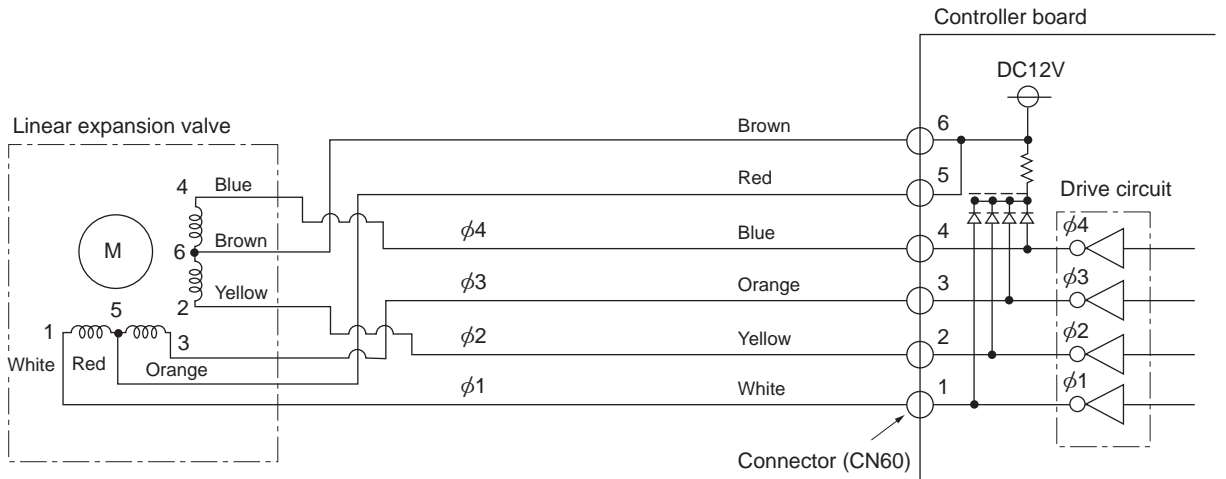 Controller board
DC12V
Linear expansion valve
Brown 6
4 Blue
Red 5
Drive circuit
M
6 Brown
ϕ4 Blue 4 ϕ4
2 Yellow
ϕ3 Orange 3 ϕ3
1 5 3
White Red Orange
ϕ2 Yellow 2 ϕ2
ϕ1 White 1 ϕ1
Connector (CN60)